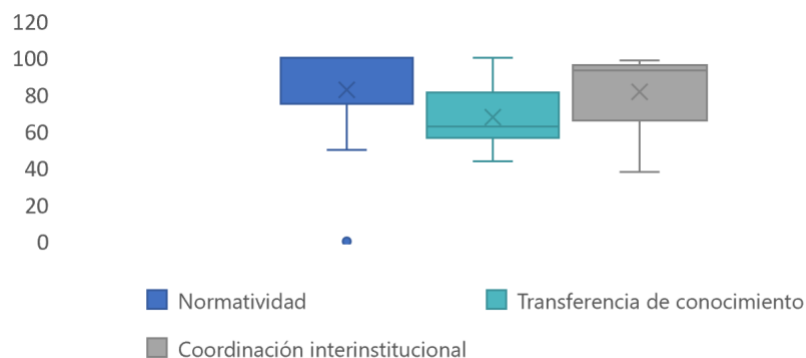 120
100
80
60
40
20
0
Normatividad
Transferencia de conocimiento
Coordinación interinstitucional